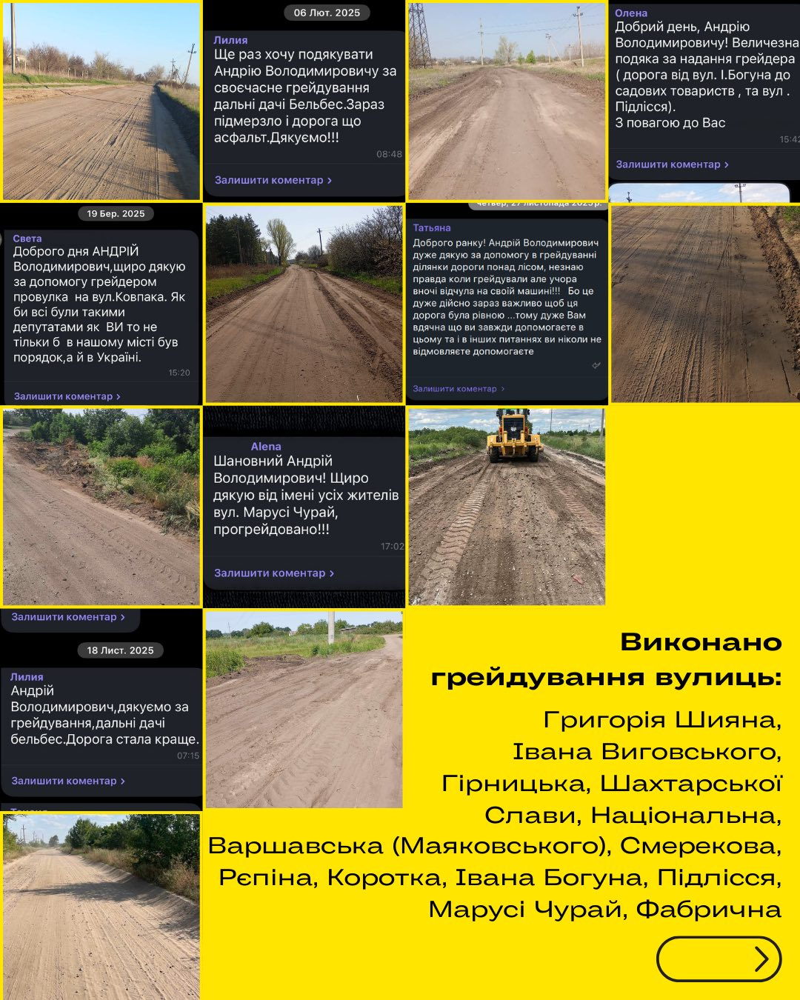 06 Лют. 2025
Лилия
Ще раз хочу подякувати
Андрію Володимировичу за
своєчасне грейдування
дальні дачі Бельбес.Зараз
підмерзло і дорога що
асфальт.Дякуємо!!!
08:48
Залишити коментар >
Олена
Добрий день, Андрію
Володимировичу! Величезна
подяка за надання грейдера
( дорога від вул. І.Богуна до
садових товариств , та вул .
Підлісся).
З повагою до Вас
15:42
Залишити коментар >
19 Бер. 2025
Света
Доброго дня АНДРІЙ
Володимирович,щиро дякую
за допомогу грейдером
провулка на вул.Ковпака. Як
би всі були такими
депутатами як ВИ то не
тільки б в нашому місті був
порядок,а й в Україні.
15:20
Залишити коментар >
четвер, 27 листопада 2025 р.
Татьяна
Доброго ранку! Андрій Володимирович
дуже дякую за допомогу в грейдуванні
ділянки дороги понад лісом, незнаю
правда коли грейдували але учора
вночі відчула на своїй машині!!! Бо це
дуже дійсно зараз важливо щоб ця
дорога була рівною ...тому дуже Вам
вдячна що ви завжди допомогаєте в
цьому та і в інших питаннях ви ніколи не
відмовляєте допомогаєте
Залишити коментар >
Alena
Шановний Андрій
Володимирович! Щиро
дякую від імені усіх жителів
вул. Марусі Чурай,
прогрейдовано!!!
17:02
Залишити коментар >
Залишити коментар >
18 Лист. 2025
Лилия
Андрій
Володимирович,дякуємо за
грейдування,дальні дачі
бельбес.Дорога стала краще.
07:15
Залишити коментар >
Виконано
грейдування вулиць:
Григорія Шияна,
Івана Виговського,
Гірницька, Шахтарської
Слави, Національна,
Варшавська (Маяковського), Смерекова,
Рєпіна, Коротка, Івана Богуна, Підлісся,
Марусі Чурай, Фабрична